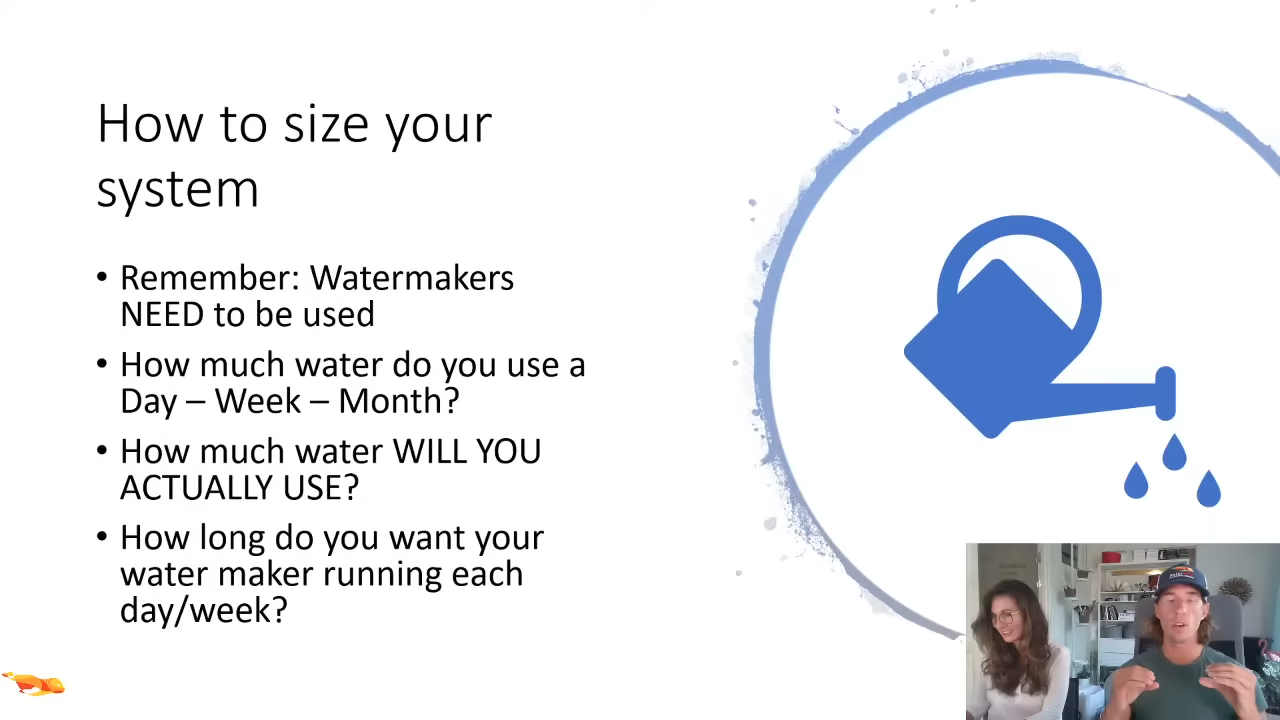 How to size your
system
• Remember: Watermakers
NEED to be used
• How much water do you use a
Day – Week – Month?
• How much water WILL YOU
ACTUALLY USE?
• How long do you want your
water maker running each
day/week?